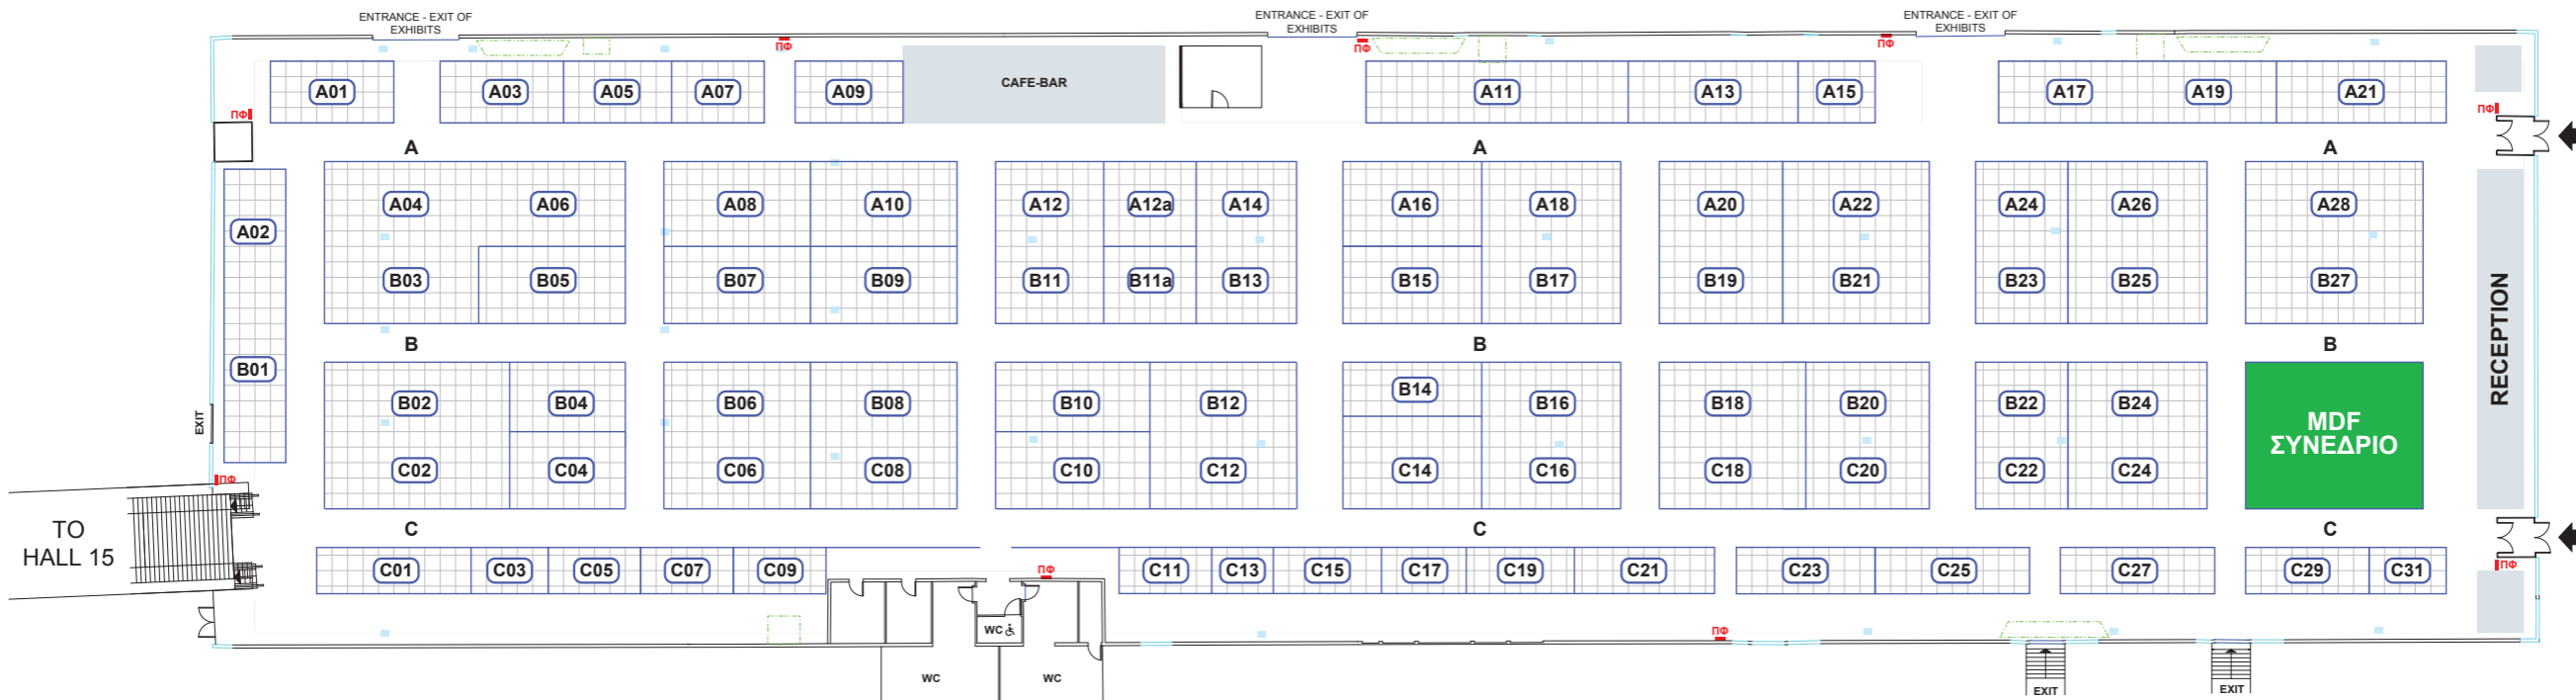 ENTRANCE - EXIT OF
EXHIBITS
ENTRANCE - EXIT OF
EXHIBITS
ENTRANCE - EXIT OF
EXHIBITS
ΠΦ
ΠΦ
ΠΦ
CAFE-BAR
A01
A03
A05
A07
A09
A11
A13
A15
A17
A19
A21
ΠΦ
ΠΦ
A
A
A
A02
A04
A06
A08
A10
A12
A12a
A14
A16
A18
A20
A22
A24
A26
A28
B03
B05
B07
B09
B11
B11a
B13
B15
B17
B19
B21
B23
B25
B27
RECEPTION
B
B
B
B01
B02
B04
B06
B08
B10
B12
B14
B16
B18
B20
B22
B24
MDF
ΣΥΝΕΔΡΙΟ
EXIT
C02
C04
C06
C08
C10
C12
C14
C16
C18
C20
C22
C24
ΠΦ
TO
HALL 15
C
C
C
C01
C03
C05
C07
C09
ΠΦ
C11
C13
C15
C17
C19
C21
C23
C25
C27
C29
C31
ΠΦ
WC
ΠΦ
WC
WC
EXIT
EXIT